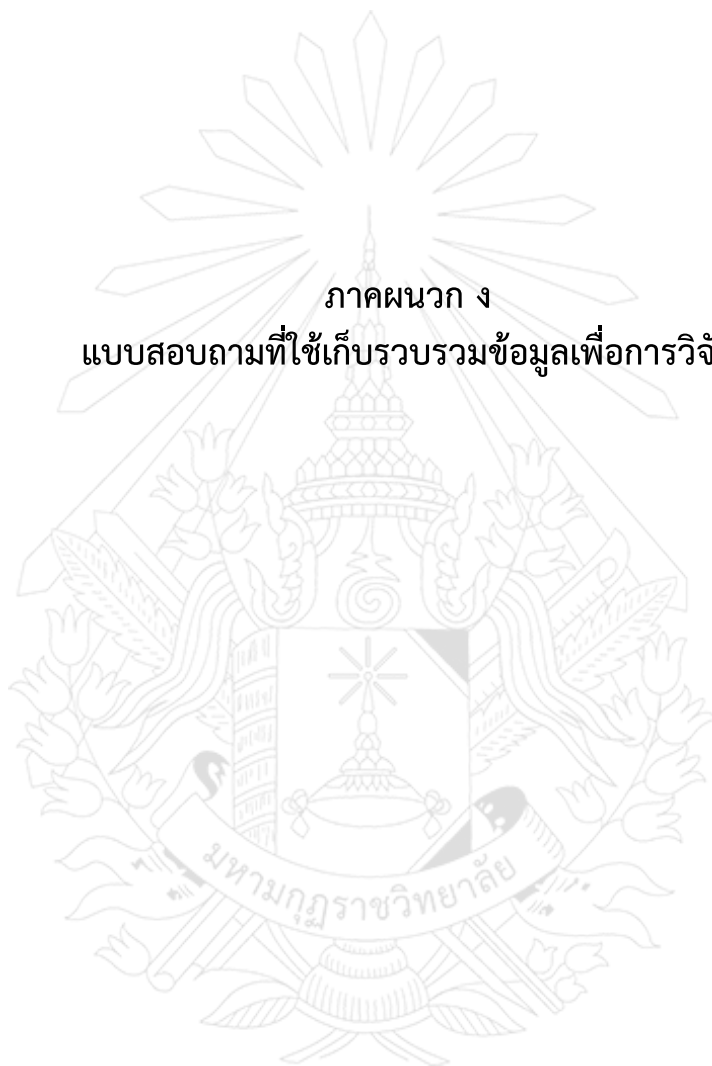 ภาคผนวก ง
แบบสอบถามที่ใช้เก็บรวบรวมข้อมูลเพื่อการวิจั
มหามกุฏราชวิทยาลัย